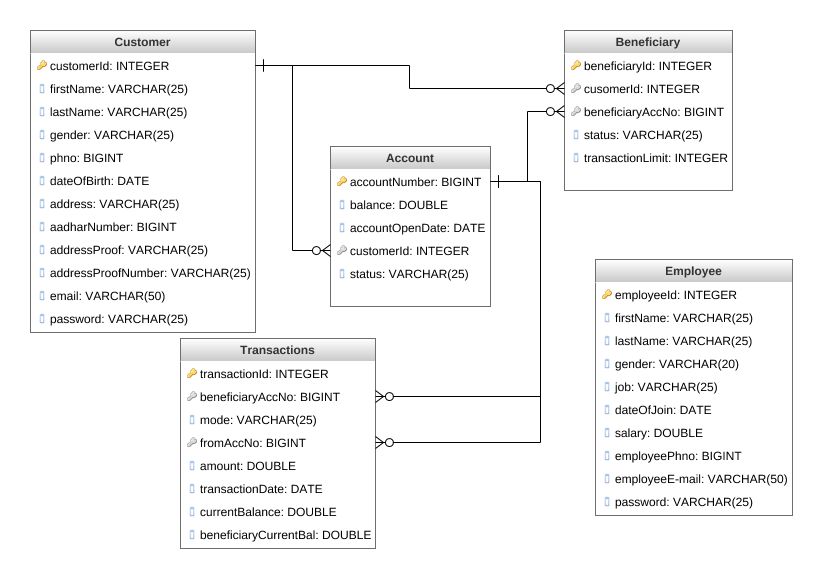 Customer
customerId: INTEGER
firstName: VARCHAR(25)
lastName: VARCHAR(25)
gender: VARCHAR(25)
phno: BIGINT
dateOfBirth: DATE
address: VARCHAR(25)
aadharNumber: BIGINT
addressProof: VARCHAR(25)
addressProofNumber: VARCHAR(25)
email: VARCHAR(50)
password: VARCHAR(25)
Beneficiary
beneficiaryId: INTEGER
cusomerId: INTEGER
beneficiaryAccNo: BIGINT
status: VARCHAR(25)
transactionLimit: INTEGER
Account
accountNumber: BIGINT
balance: DOUBLE
accountOpenDate: DATE
customerId: INTEGER
status: VARCHAR(25)
Employee
employeeId: INTEGER
firstName: VARCHAR(25)
lastName: VARCHAR(25)
gender: VARCHAR(20)
job: VARCHAR(25)
dateOfJoin: DATE
salary: DOUBLE
employeePhno: BIGINT
employeeE-mail: VARCHAR(50)
password: VARCHAR(25)
Transactions
transactionId: INTEGER
beneficiaryAccNo: BIGINT
mode: VARCHAR(25)
fromAccNo: BIGINT
amount: DOUBLE
transactionDate: DATE
currentBalance: DOUBLE
beneficiaryCurrentBal: DOUBLE